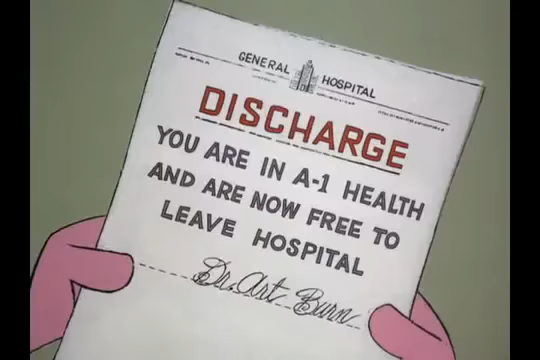 GENERAL HOSPITAL
DISCHARGE
YOU ARE IN A-1 HEALTH
AND ARE NOW FREE TO
LEAVE HOSPITAL
Dr. Art Burn